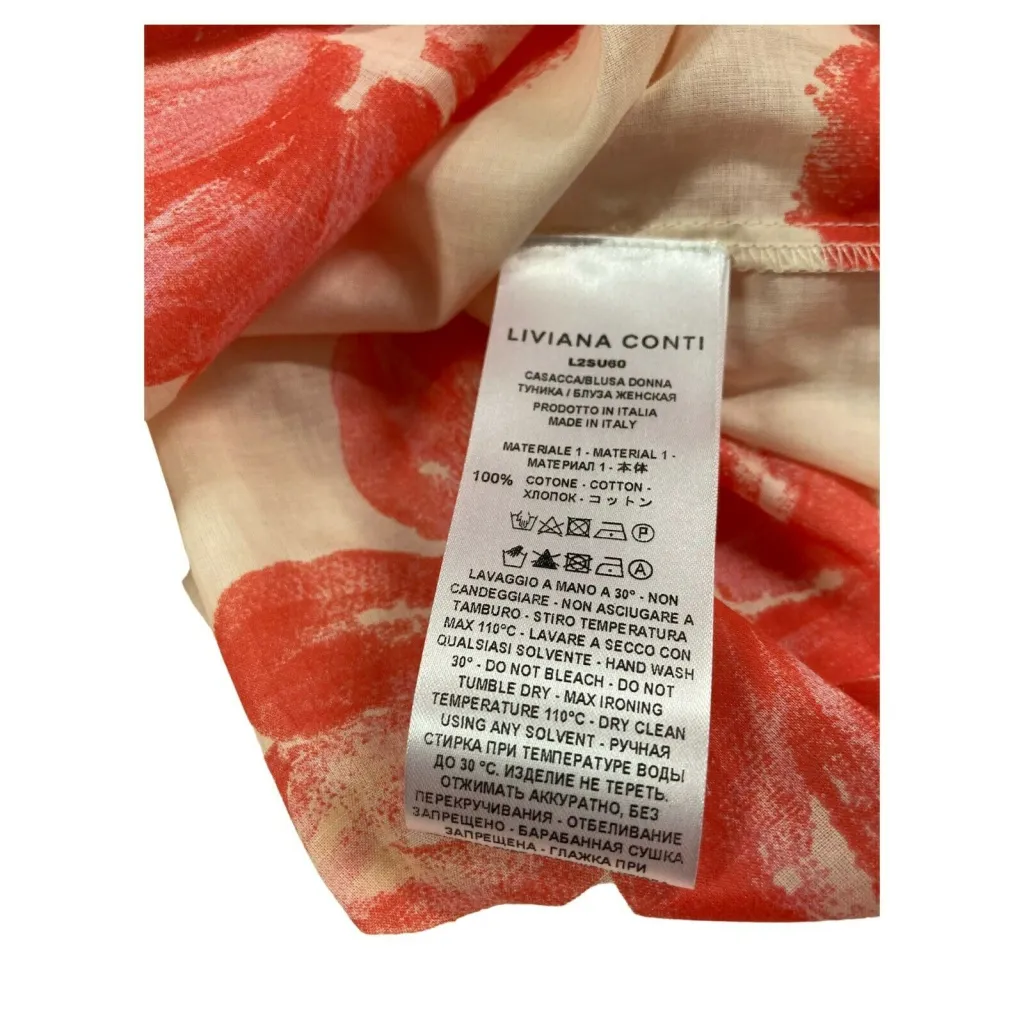 LIVIANA CONTI
L2SU60
CASACCA/BLUSA DONNA
ТУНИКА / БЛУЗА ЖЕНСКАЯ
PRODOTTO IN ITALIA
MADE IN ITALY
MATERIALE 1 - MATERIAL 1 -
МАТЕРИАЛ 1 - 本体
100% COTONE - COTTON -
ХЛОПОК - コットン
P
A
LAVAGGIO A MANO A 30° - NON
CANDEGGIARE - NON ASCIUGARE A
TAMBURO - STIRO TEMPERATURA
MAX 110°C - LAVARE A SECCO CON
QUALSIASI SOLVENTE - HAND WASH
30° - DO NOT BLEACH - DO NOT
TUMBLE DRY - MAX IRONING
TEMPERATURE 110°C - DRY CLEAN
USING ANY SOLVENT - РУЧНАЯ
СТИРКА ПРИ ТЕМПЕРАТУРЕ ВОДЫ
ДО 30 °С. ИЗДЕЛИЕ НЕ ТЕРЕТЬ.
ОТЖИМАТЬ АККУРАТНО, БЕЗ
ПЕРЕКРУЧИВАНИЯ - ОТБЕЛИВАНИЕ
ЗАПРЕЩЕНО - БАРАБАННАЯ СУШКА
ЗАПРЕЩЕНА - ГЛАЖКА ПРИ